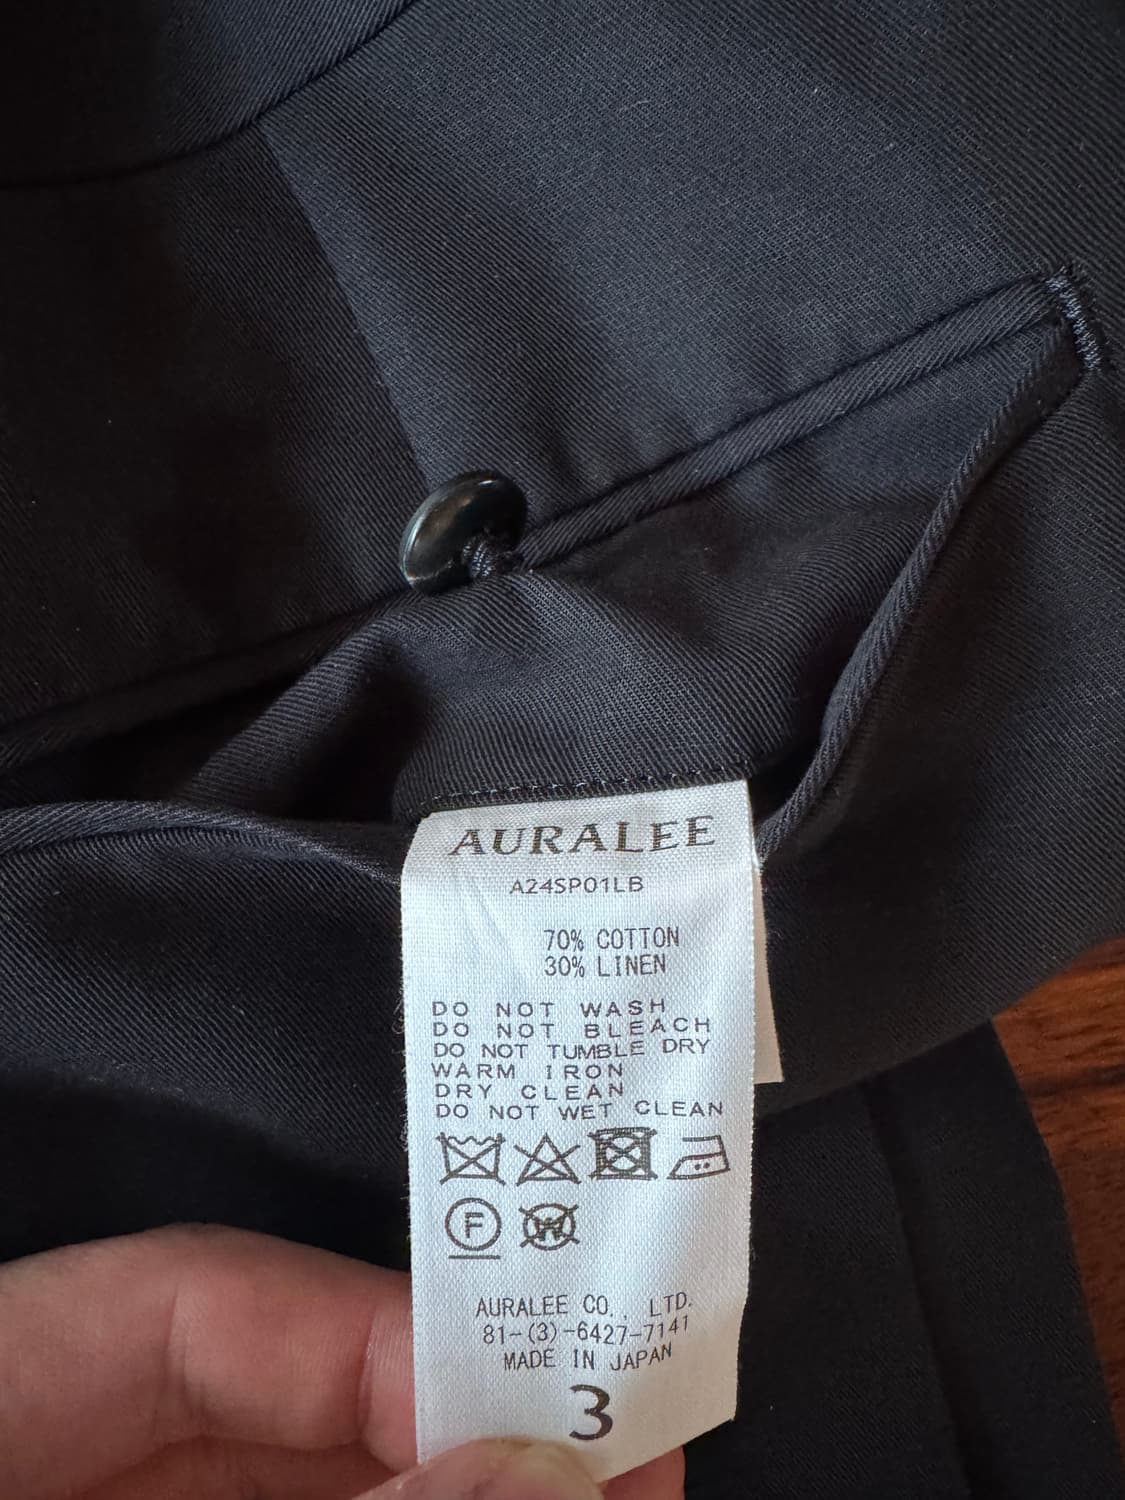 AURALEE
A24SP01LB
70% COTTON
30% LINEN
DO NOT WASH
DO NOT BLEACH
DO NOT TUMBLE DRY
WARM IRON
DRY CLEAN
DO NOT WET CLEAN
F
W
AURALEE CO., LTD.
81-(3)-6427-7141
MADE IN JAPAN
3